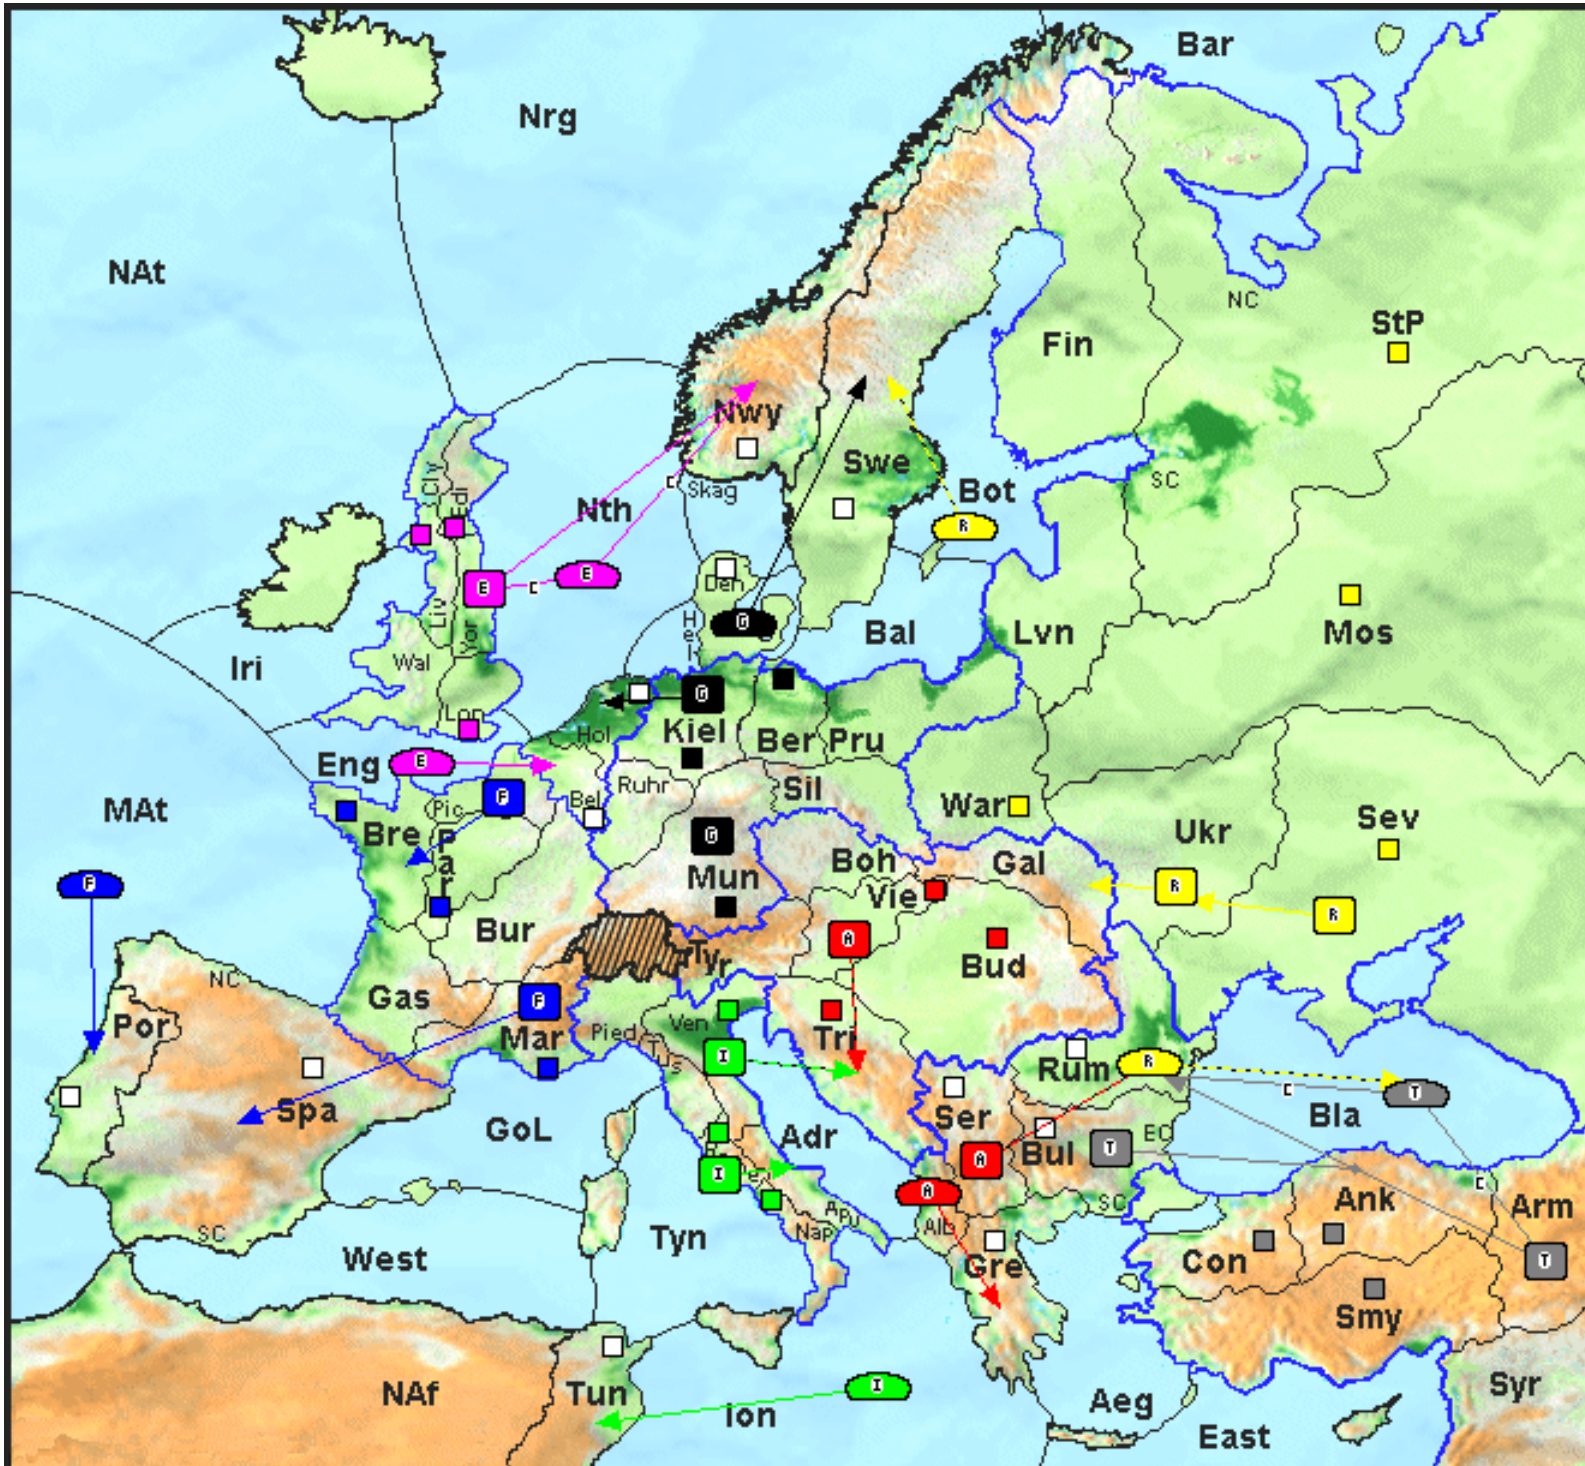 Bar
Nrg
NAt
NC
StP
Fin
Nwy
Swe
SC
Cly
Edi
Skag
Bot
Nth
C
R
E
C
E
Den
Hel
G
Liv
Yor
Bal
Lvn
Mos
Iri
Wal
G
Lon
Hol
Kiel
Ber
Pru
Eng
E
Ruhr
Sil
MAt
Pic
F
Bel
War
Ukr
Sev
Bre
Par
G
Boh
Gal
F
Mun
Vie
R
R
Bur
A
Bud
Tyr
NC
Gas
F
Por
Mar
Pied
Ven
Tri
Tus
I
Rum
R
Spa
Ser
C
T
Bla
GoL
Adr
Bul
T
EC
A
I
C
A
Ank
Arm
SC
Apu
Alb
SC
Tyn
Nap
West
Gre
Con
T
Smy
NAf
Tun
I
Ion
Aeg
Syr
East